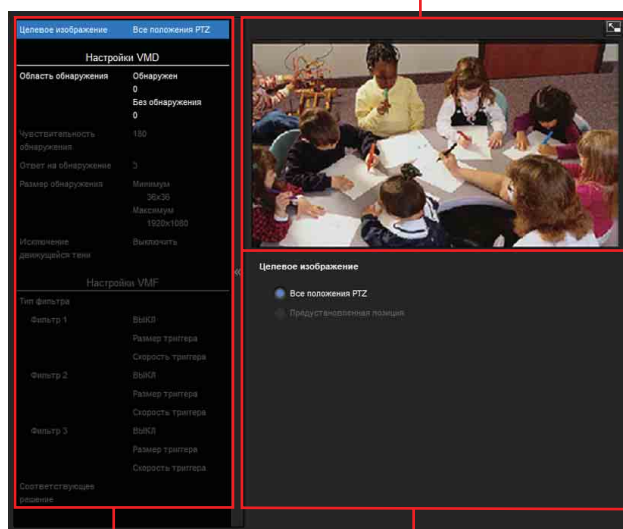 Целевое изображение Все положения PTZ
Настройки VMD
Область обнаружения Обнаружен
0
Без обнаружения
0
Чувствительность обнаружения 180
Ответ на обнаружение 3
Размер обнаружения Минимум
36x36
Максимум
1920x1080
Исключение движущейся тени Выключить
Настройки VMF
Тип фильтра
Фильтр 1 ВЫКЛ
Размер триггера
Скорость триггера
Фильтр 2 ВЫКЛ
Размер триггера
Скорость триггера
Фильтр 3 ВЫКЛ
Размер триггера
Скорость триггера
Соответствующее решение
«
Целевое изображение
Все положения PTZ
Предустановленная позиция